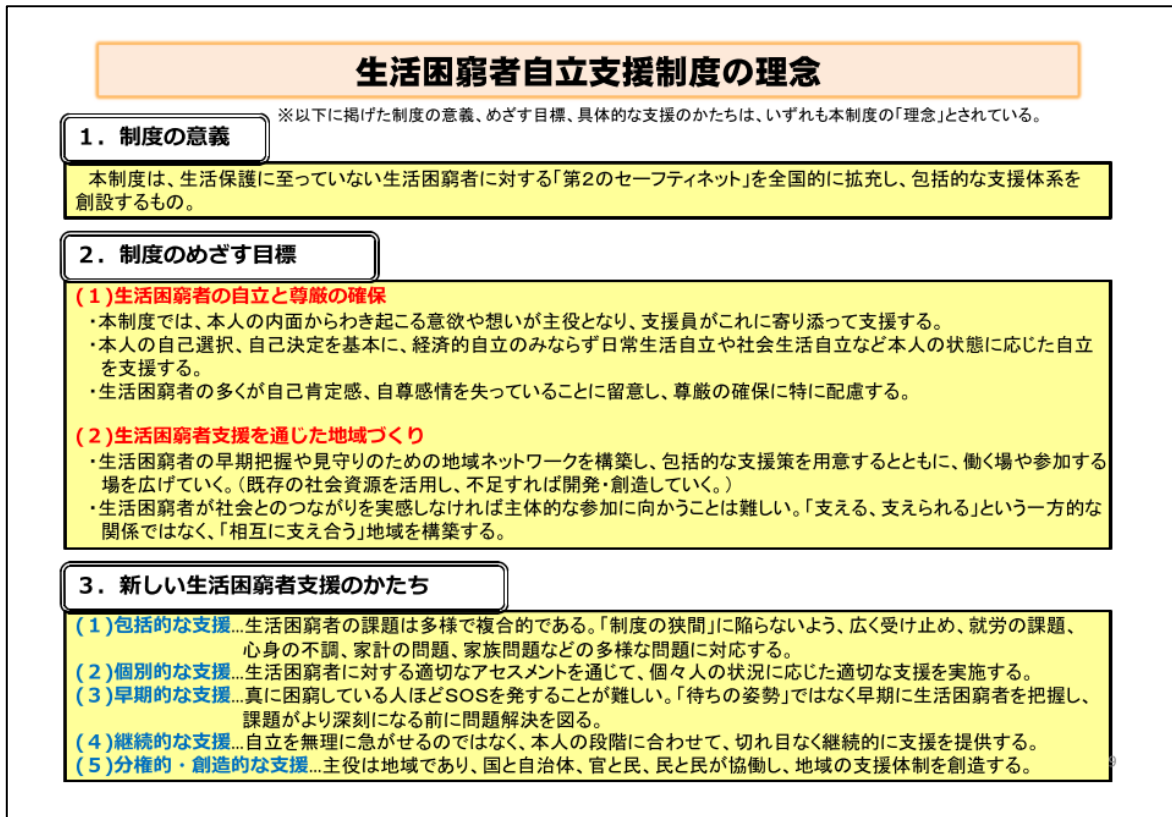 生活困窮者自立支援制度の理念
※以下に掲げた制度の意義、めざす目標、具体的な支援のかたちは、いずれも本制度の「理念」とされている。
1．制度の意義
本制度は、生活保護に至っていない生活困窮者に対する「第2のセーフティネット」を全国的に拡充し、包括的な支援体系を
創設するもの。
2．制度のめざす目標
(1)生活困窮者の自立と尊厳の確保
・本制度では、本人の内面からわき起こる意欲や想いが主役となり、支援員がこれに寄り添って支援する。
・本人の自己選択、自己決定を基本に、経済的自立のみならず日常生活自立や社会生活自立など本人の状態に応じた自立
を支援する。
・生活困窮者の多くが自己肯定感、自尊感情を失っていることに留意し、尊厳の確保に特に配慮する。
(2)生活困窮者支援を通じた地域づくり
・生活困窮者の早期把握や見守りのための地域ネットワークを構築し、包括的な支援策を用意するとともに、働く場や参加する
場を広げていく。（既存の社会資源を活用し、不足すれば開発・創造していく。）
・生活困窮者が社会とのつながりを実感しなければ主体的な参加に向かうことは難しい。「支える、支えられる」という一方的な
関係ではなく、「相互に支え合う」地域を構築する。
3．新しい生活困窮者支援のかたち
(1)包括的な支援…生活困窮者の課題は多様で複合的である。「制度の狭間」に陥らないよう、広く受け止め、就労の課題、
心身の不調、家計の問題、家族問題などの多様な問題に対応する。
(2)個別的な支援…生活困窮者に対する適切なアセスメントを通じて、個々人の状況に応じた適切な支援を実施する。
(3)早期的な支援…真に困窮している人ほどSOSを発することが難しい。「待ちの姿勢」ではなく早期に生活困窮者を把握し、
課題がより深刻になる前に問題解決を図る。
(4)継続的な支援…自立を無理に急がせるのではなく、本人の段階に合わせて、切れ目なく継続的に支援を提供する。
(5)分権的・創造的な支援…主役は地域であり、国と自治体、官と民、民と民が協働し、地域の支援体制を創造する。
9